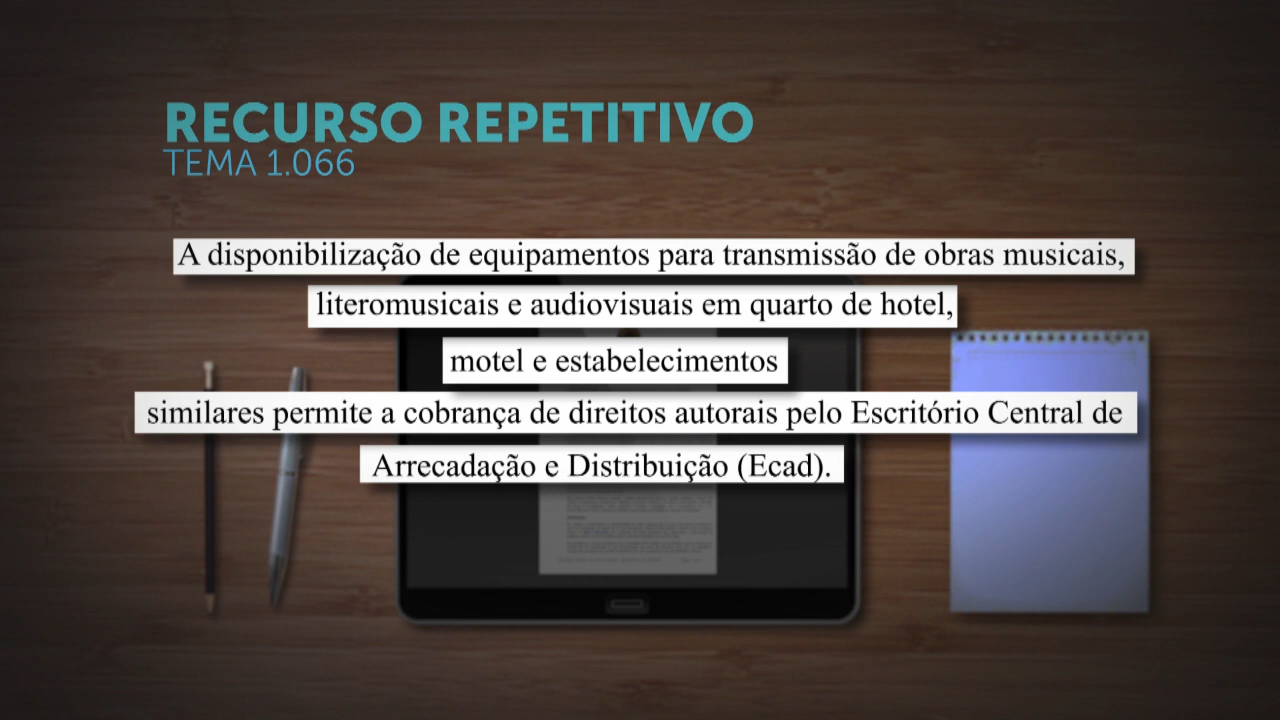 RECURSO REPETITIVO
TEMA 1.066
A disponibilização de equipamentos para transmissão de obras musicais,
literomusicais e audiovisuais em quarto de hotel,
motel e estabelecimentos
similares permite a cobrança de direitos autorais pelo Escritório Central de
Arrecadação e Distribuição (Ecad).